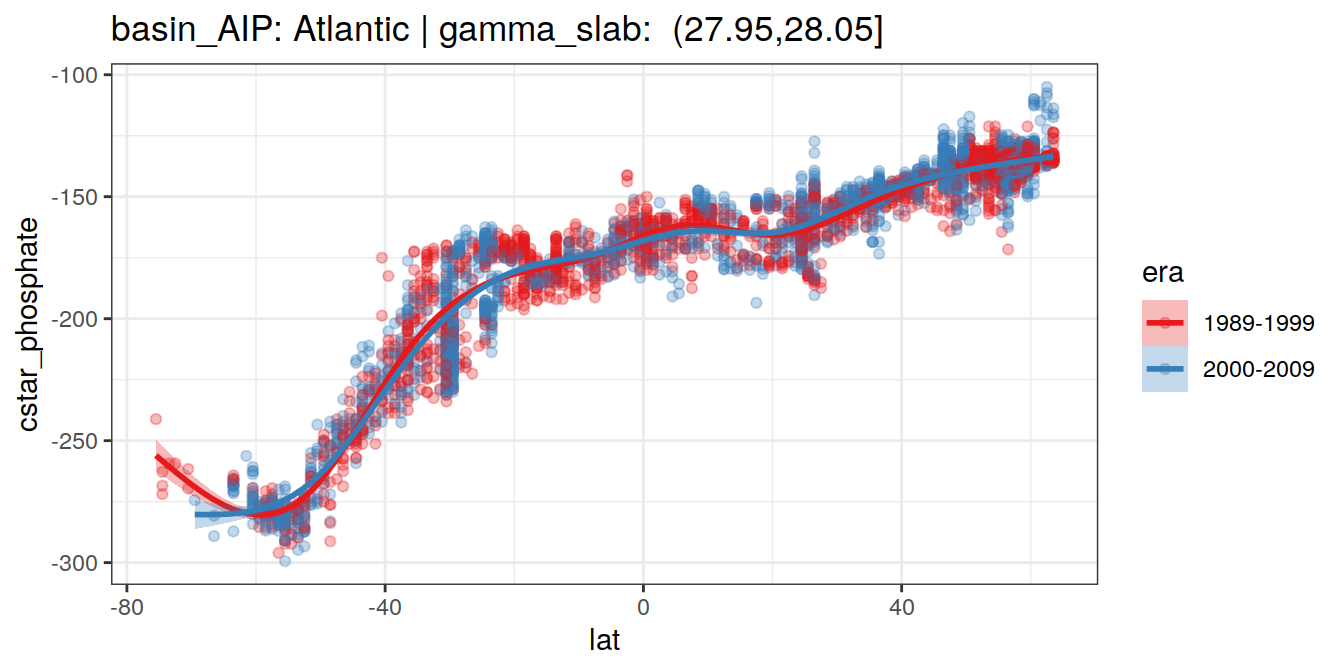 basin_AIP: Atlantic | gamma_slab:  (27.95,28.05]
-100
-150
-200
-250
-300
cstar_phosphate
-80
-40
0
40
lat
era
1989-1999
2000-2009